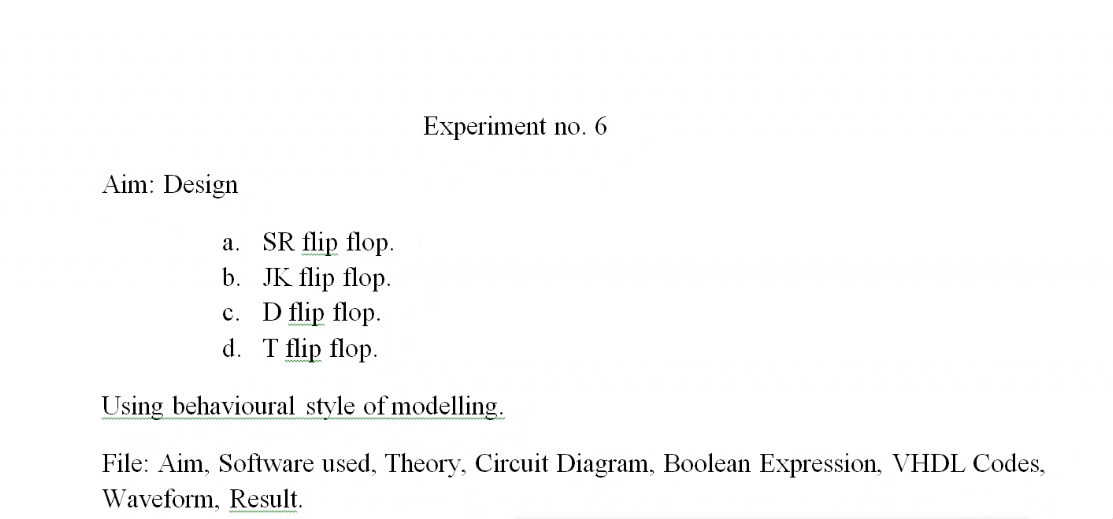 Experiment no. 6
Aim: Design
a. SR flip flop.
b. JK flip flop.
c. D flip flop.
d. T flip flop.
Using behavioural style of modelling.
File: Aim, Software used, Theory, Circuit Diagram, Boolean Expression, VHDL Codes,
Waveform, Result.